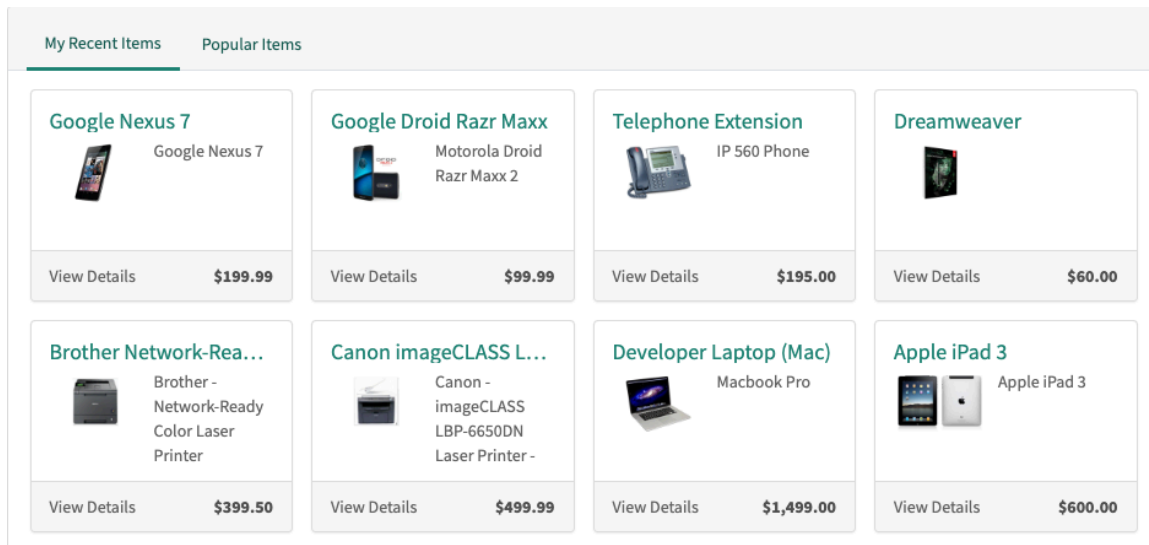 My Recent Items
Popular Items
Google Nexus 7
Google Nexus 7
View Details
$199.99
Google Droid Razr Maxx
Motorola Droid
Razr Maxx 2
View Details
$99.99
Telephone Extension
IP 560 Phone
View Details
$195.00
Dreamweaver
View Details
$60.00
Brother Network-Rea...
Brother -
Network-Ready
Color Laser
Printer
View Details
$399.50
Canon imageCLASS L...
Canon -
imageCLASS
LBP-6650DN
Laser Printer -
View Details
$499.99
Developer Laptop (Mac)
Macbook Pro
View Details
$1,499.00
Apple iPad 3
Apple iPad 3
View Details
$600.00